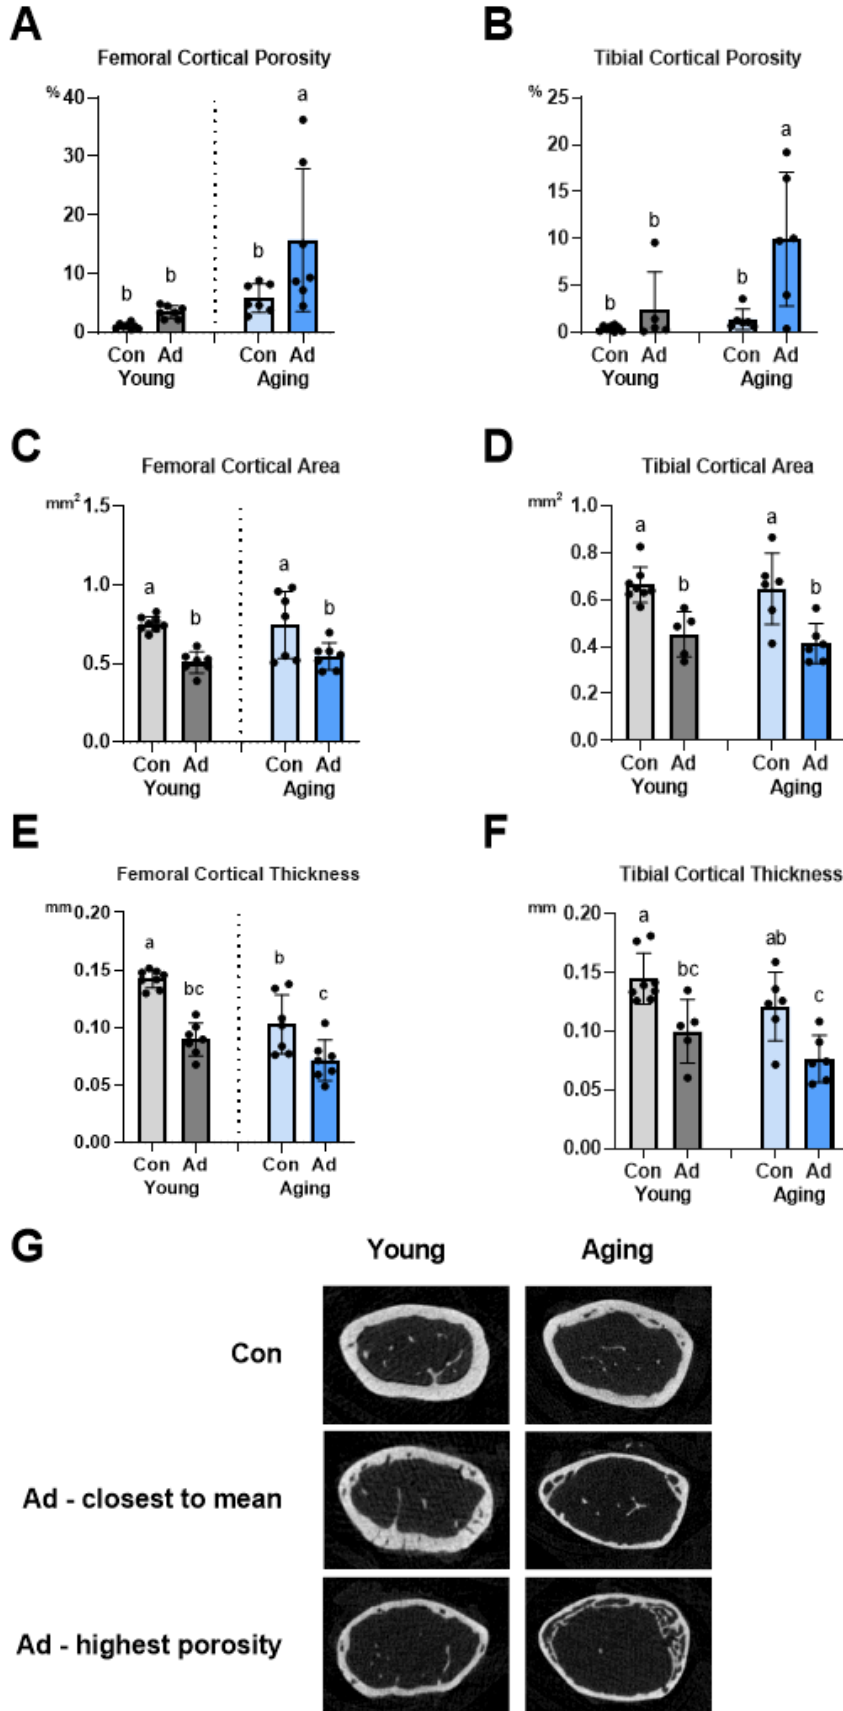 A
B
Femoral Cortical Porosity
Tibial Cortical Porosity
%
40
30
20
10
0
b
b
b
a
Con Ad Con Ad
Young Aging
%
25
20
15
10
5
0
b
b
b
a
Con Ad Con Ad
Young Aging
C
D
Femoral Cortical Area
Tibial Cortical Area
mm²
1.5
1.0
0.5
0.0
a
b
a
b
Con Ad Con Ad
Young Aging
mm²
1.0
0.8
0.6
0.4
0.2
0.0
a
b
a
b
Con Ad Con Ad
Young Aging
E
F
Femoral Cortical Thickness
Tibial Cortical Thickness
mm
0.20
0.15
0.10
0.05
0.00
a
bc
b
c
Con Ad Con Ad
Young Aging
mm
0.20
0.15
0.10
0.05
0.00
a
bc
ab
c
Con Ad Con Ad
Young Aging
G
Young Aging
Con
Ad - closest to mean
Ad - highest porosity